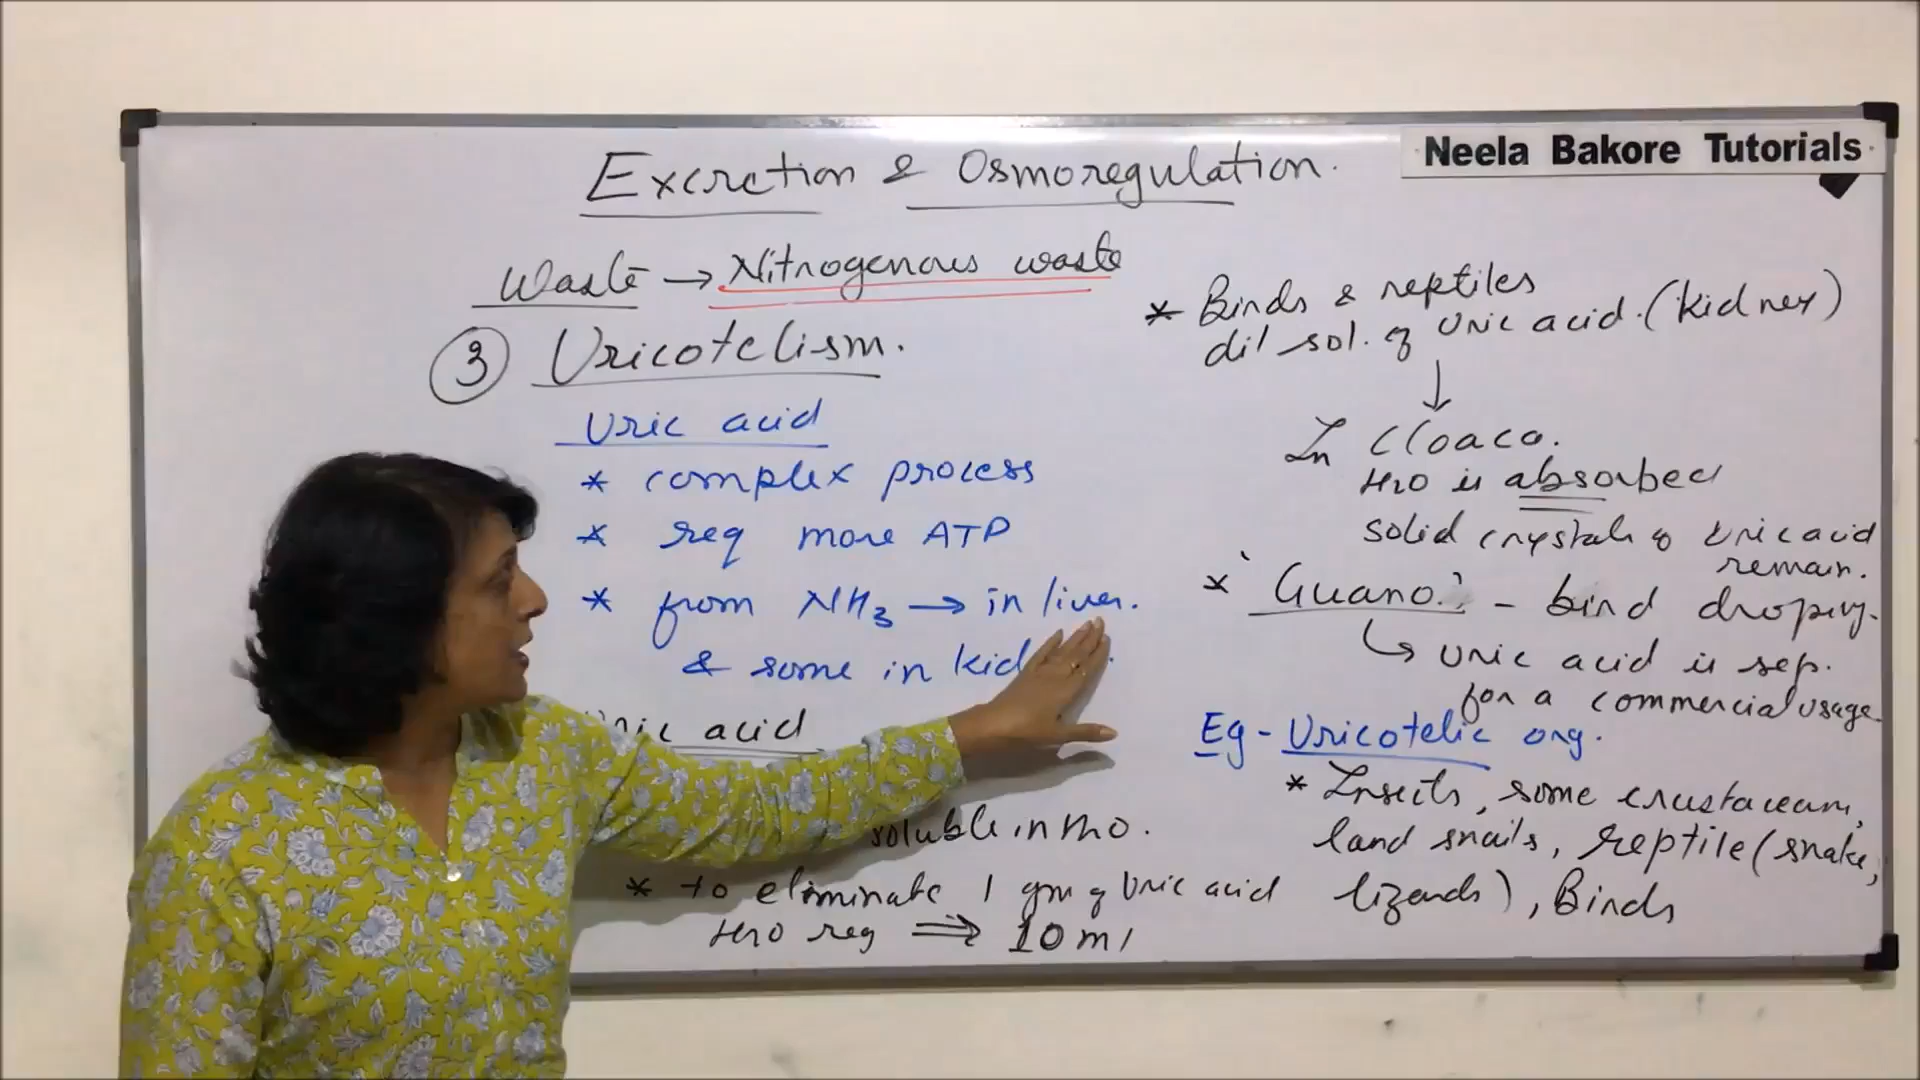 Neela Bakore Tutorials
Excretion & Osmoregulation.
Waste → Nitrogenous waste
③ Uricotelism.
Uric acid
* complex process
* req more ATP
* from NH3 → in liver.
& some in kid
ric acid
soluble in H2O.
* to eliminate 1 gm of Uric acid
H2O req ⇒ 10 ml
* Birds & reptiles
dil sol. of Uric acid. (kidney)
↓
In Cloaca.
H2O is absorbed
solid crystals of Uric acid
remain.
* 'Guano.' - bird droping.
↳ Uric acid is sep.
for a commercial usage
Eg - Uricotelic org.
* Insects, some crustacean,
land snails, reptile (snake,
lizards), Birds